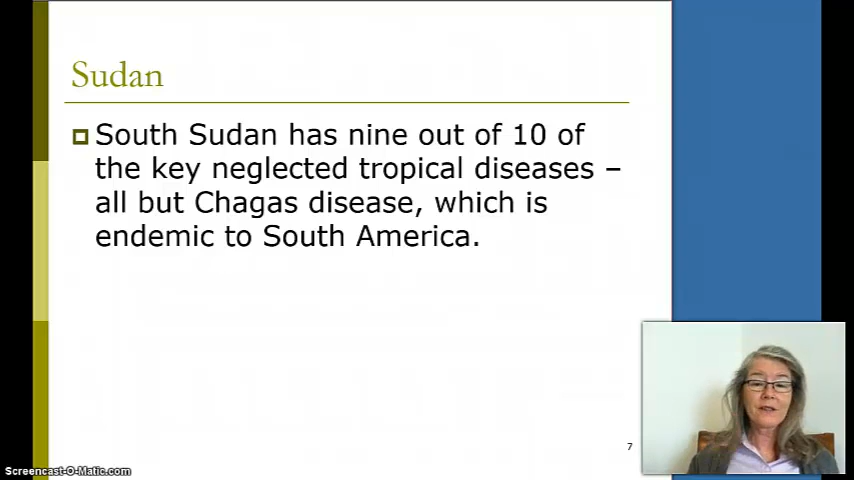 Sudan
South Sudan has nine out of 10 of
the key neglected tropical diseases –
all but Chagas disease, which is
endemic to South America.
7
Screencast-O-Matic.com